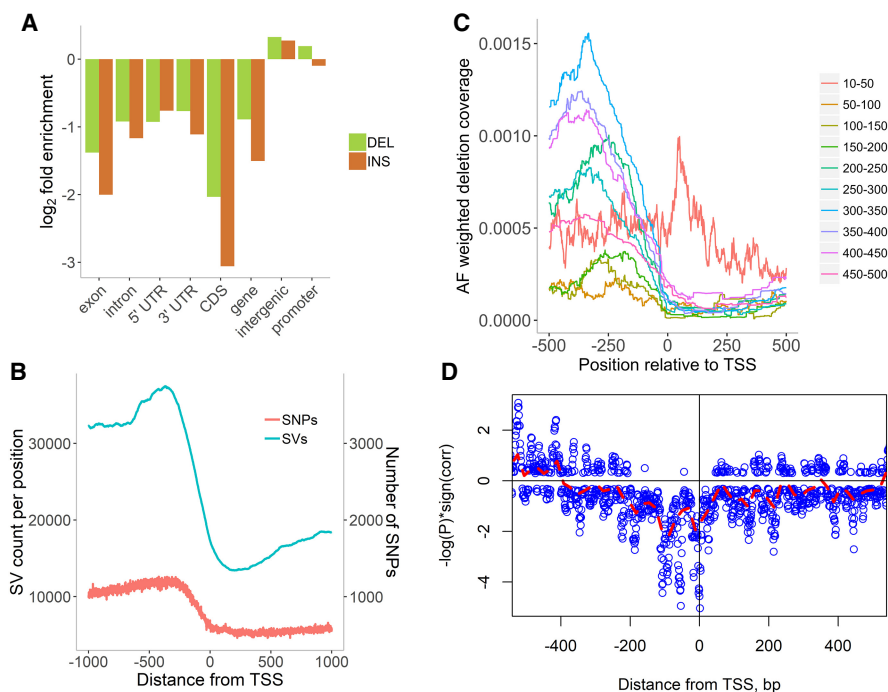 A
0
-1
-2
-3
log2 fold enrichment
exon
intron
5' UTR
3' UTR
CDS
gene
intergenic
promoter
DEL
INS
B
30000
20000
10000
SV count per position
3000
2000
1000
Number of SNPs
SNPs
SVs
-1000 -500 0 500 1000
Distance from TSS
C
0.0015
0.0010
0.0005
0.0000
AF weighted deletion coverage
-500 -250 0 250 500
Position relative to TSS
10-50
50-100
100-150
150-200
200-250
250-300
300-350
350-400
400-450
450-500
D
2
0
-2
-4
-log(P)*sign(corr)
-400 -200 0 200 400
Distance from TSS, bp